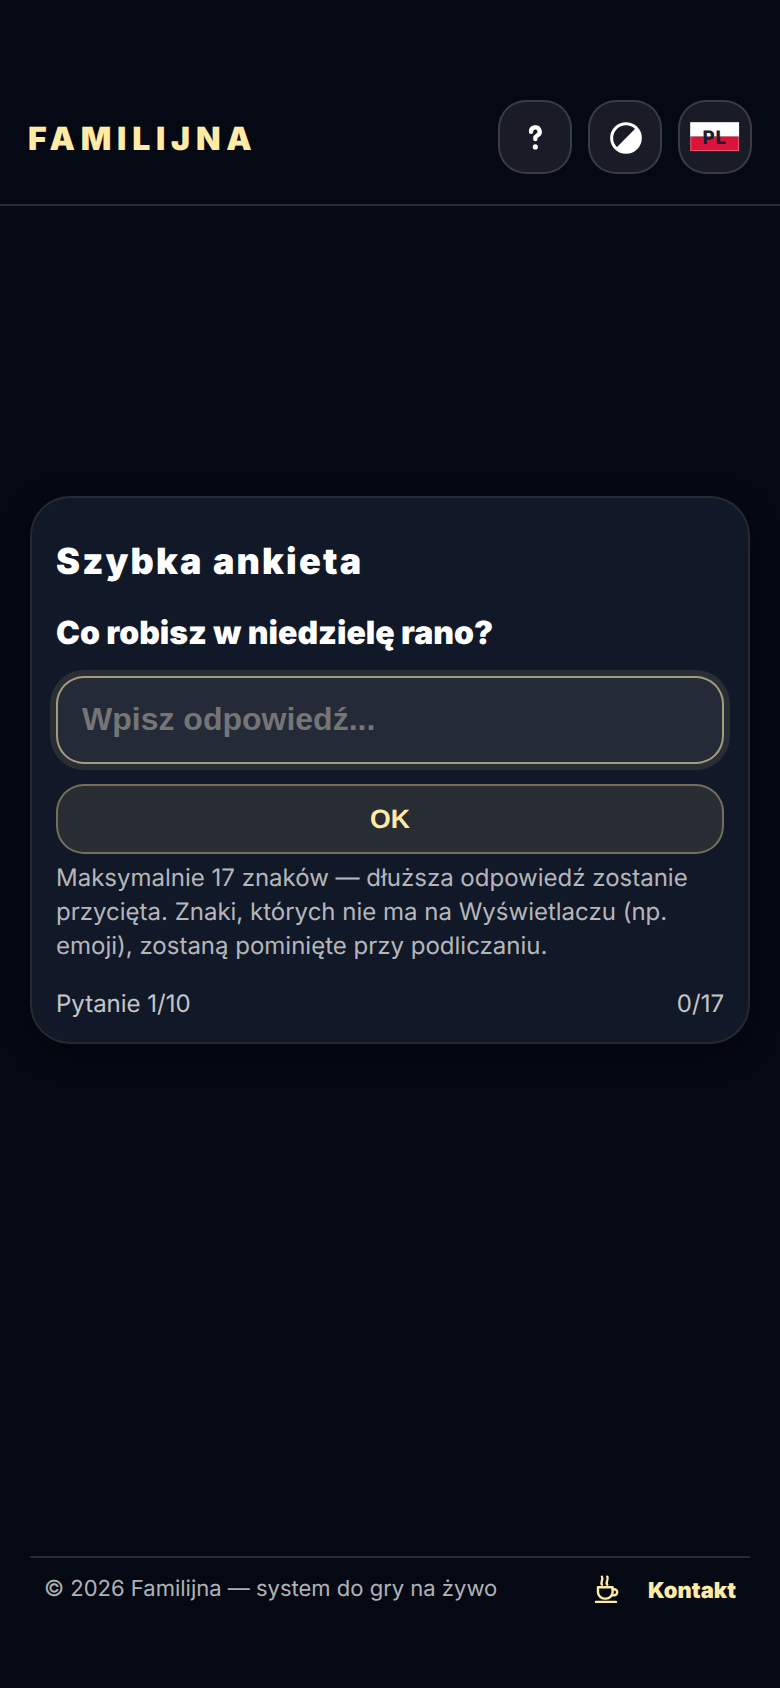 FAMILIJNA
?
PL
Szybka ankieta
Co robisz w niedzielę rano?
Wpisz odpowiedź...
OK
Maksymalnie 17 znaków — dłuższa odpowiedź zostanie
przycięta. Znaki, których nie ma na Wyświetlaczu (np.
emoji), zostaną pominięte przy podliczaniu.
Pytanie 1/10 0/17
© 2026 Familijna — system do gry na żywo Kontakt